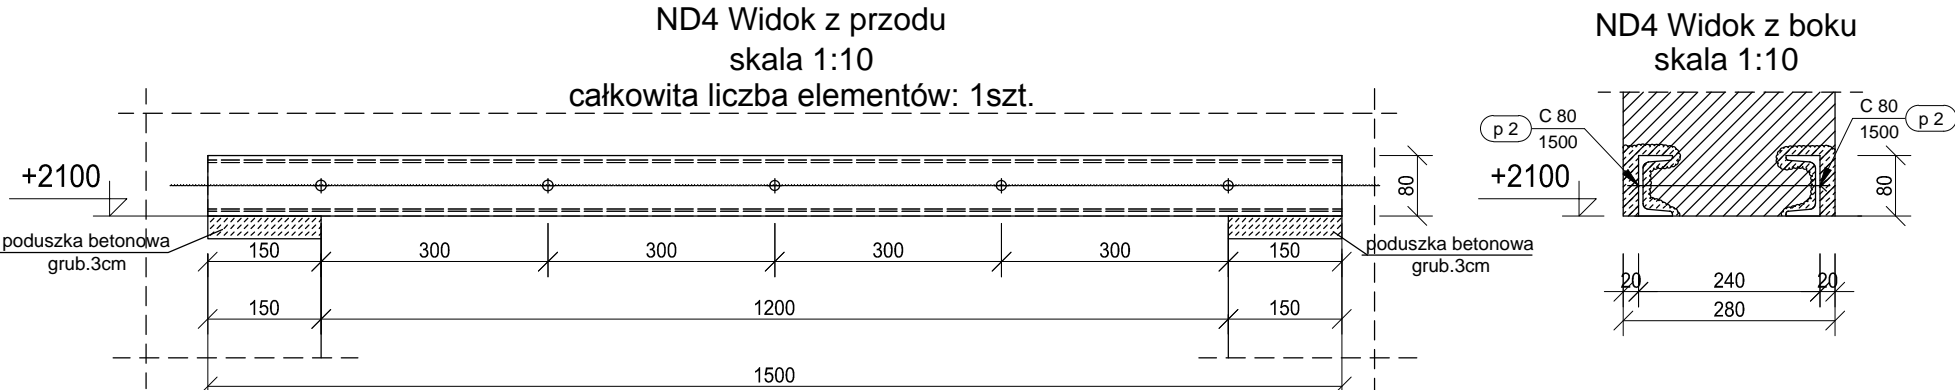 ND4 Widok z przodu
skala 1:10
całkowita liczba elementów: 1szt.
+2100
80
poduszka betonowa
grub.3cm
150
300
300
300
300
150
poduszka betonowa
grub.3cm
150
1200
150
1500
ND4 Widok z boku
skala 1:10
p 2
C 80
1500
C 80
1500
p 2
+2100
80
20
240
20
280